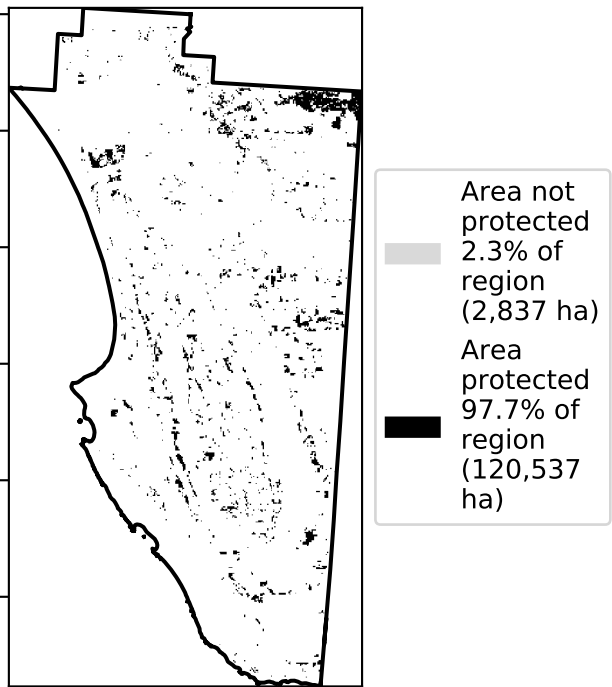 Area not
protected
2.3% of
region
(2,837 ha)
Area
protected
97.7% of
region
(120,537
ha)